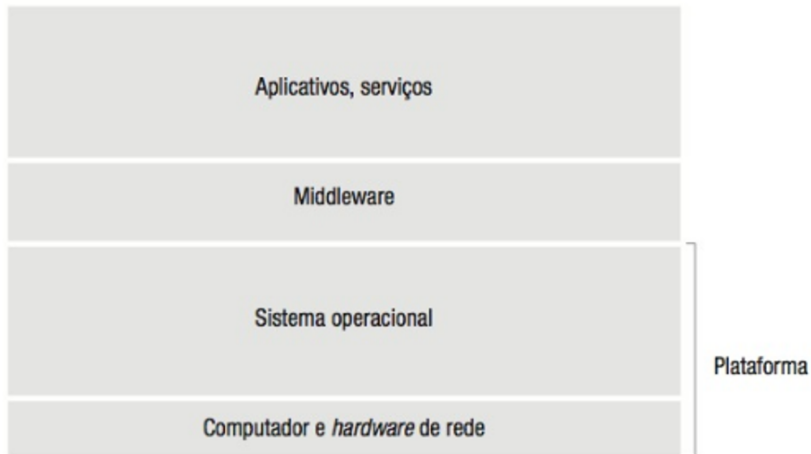 Aplicativos, serviços
Middleware
Sistema operacional
Plataforma
Computador e hardware de rede